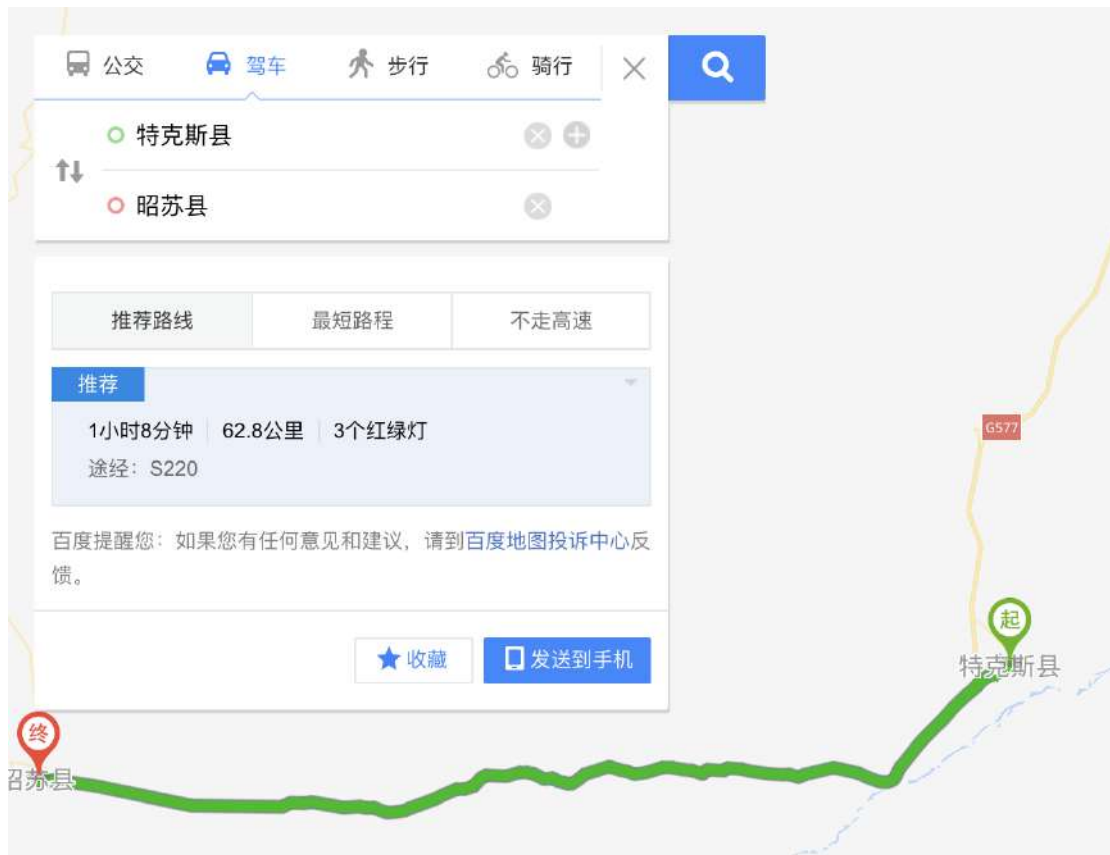 公交 驾车 步行 骑行
特克斯县
昭苏县
推荐路线 最短路程 不走高速
推荐
1小时8分钟 62.8公里 3个红绿灯
途经：S220
百度提醒您：如果您有任何意见和建议，请到百度地图投诉中心反
馈。
收藏 发送到手机
G577
起
特克斯县
终
昭苏县